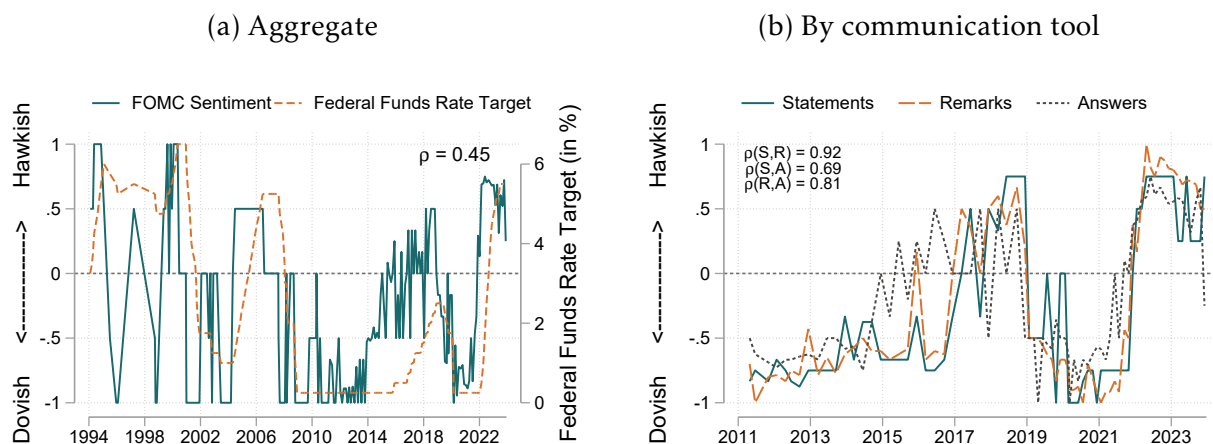 (a) Aggregate
FOMC Sentiment
Federal Funds Rate Target
Dovish <------> Hawkish
1
.5
0
-.5
-1
ρ = 0.45
6
4
2
0
Federal Funds Rate Target (in %)
1994 1998 2002 2006 2010 2014 2018 2022
(b) By communication tool
Statements
Remarks
Answers
Dovish <------> Hawkish
1
.5
0
-.5
-1
ρ(S,R) = 0.92
ρ(S,A) = 0.69
ρ(R,A) = 0.81
2011 2013 2015 2017 2019 2021 2023